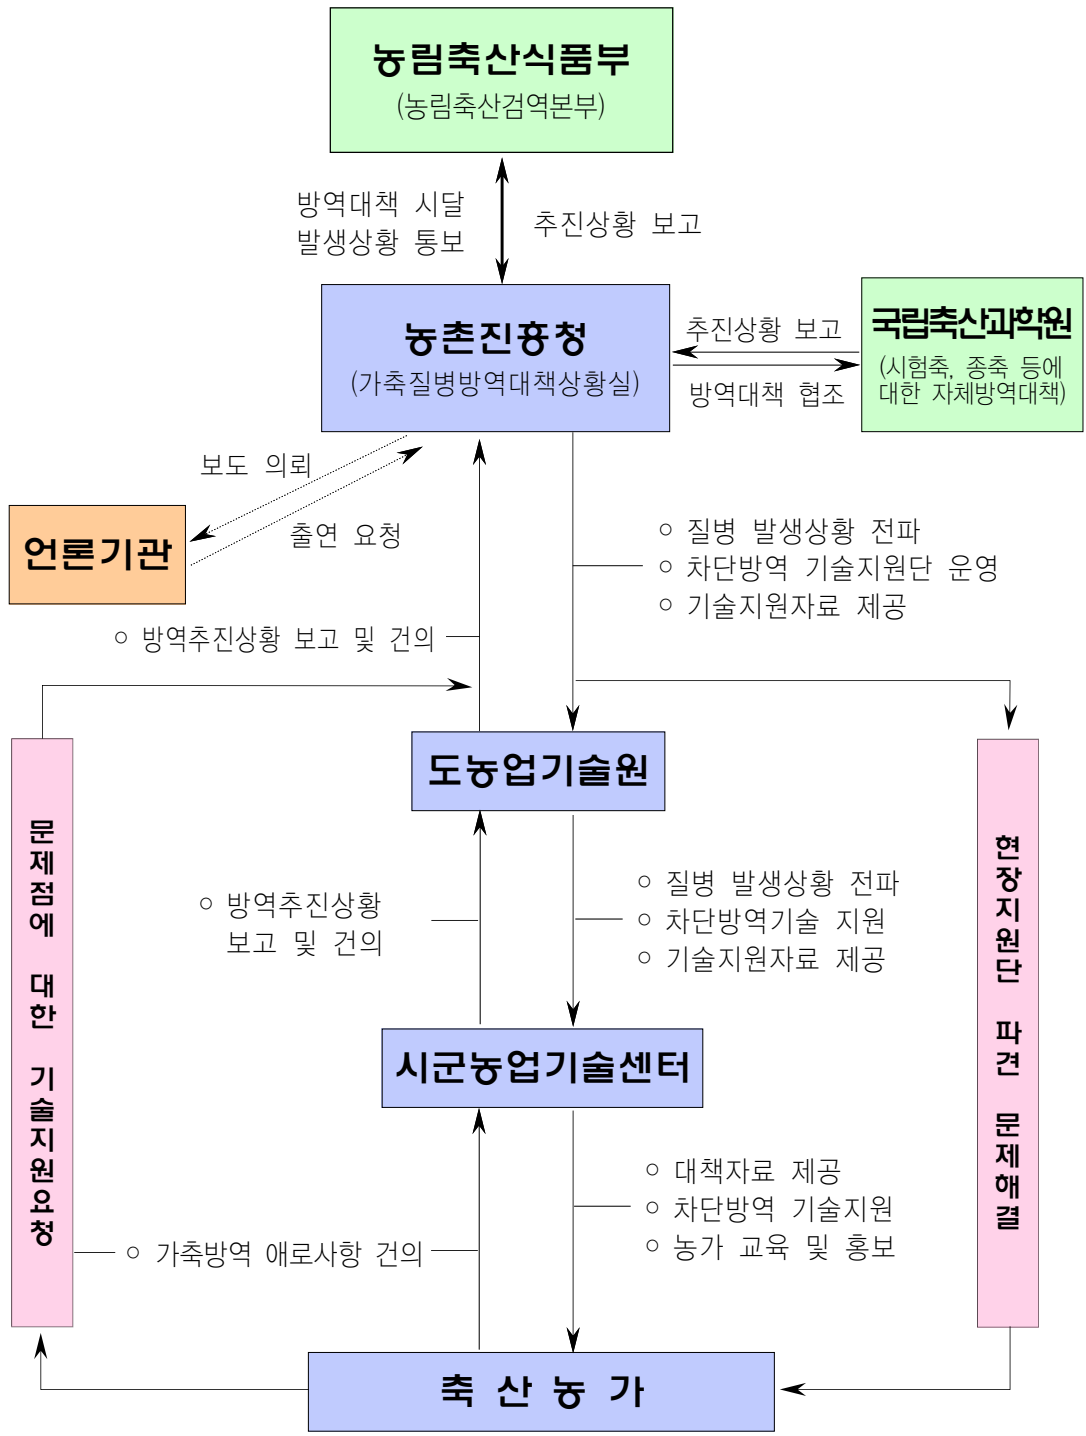 농림축산식품부
(농림축산검역본부)
방역대책 시달
발생상황 통보
추진상황 보고
농촌진흥청
(가축질병방역대책상황실)
추진상황 보고
방역대책 협조
국립축산과학원
(시험축, 종축 등에
대한 자체방역대책)
보도 의뢰
출연 요청
언론기관
○ 질병 발생상황 전파
○ 차단방역 기술지원단 운영
○ 기술지원자료 제공
○ 방역추진상황 보고 및 건의
도농업기술원
문제점에 대한 기술지원요청
현장지원단 파견 문제해결
○ 방역추진상황
보고 및 건의
○ 질병 발생상황 전파
○ 차단방역기술 지원
○ 기술지원자료 제공
시군농업기술센터
○ 대책자료 제공
○ 차단방역 기술지원
○ 농가 교육 및 홍보
○ 가축방역 애로사항 건의
축 산 농 가